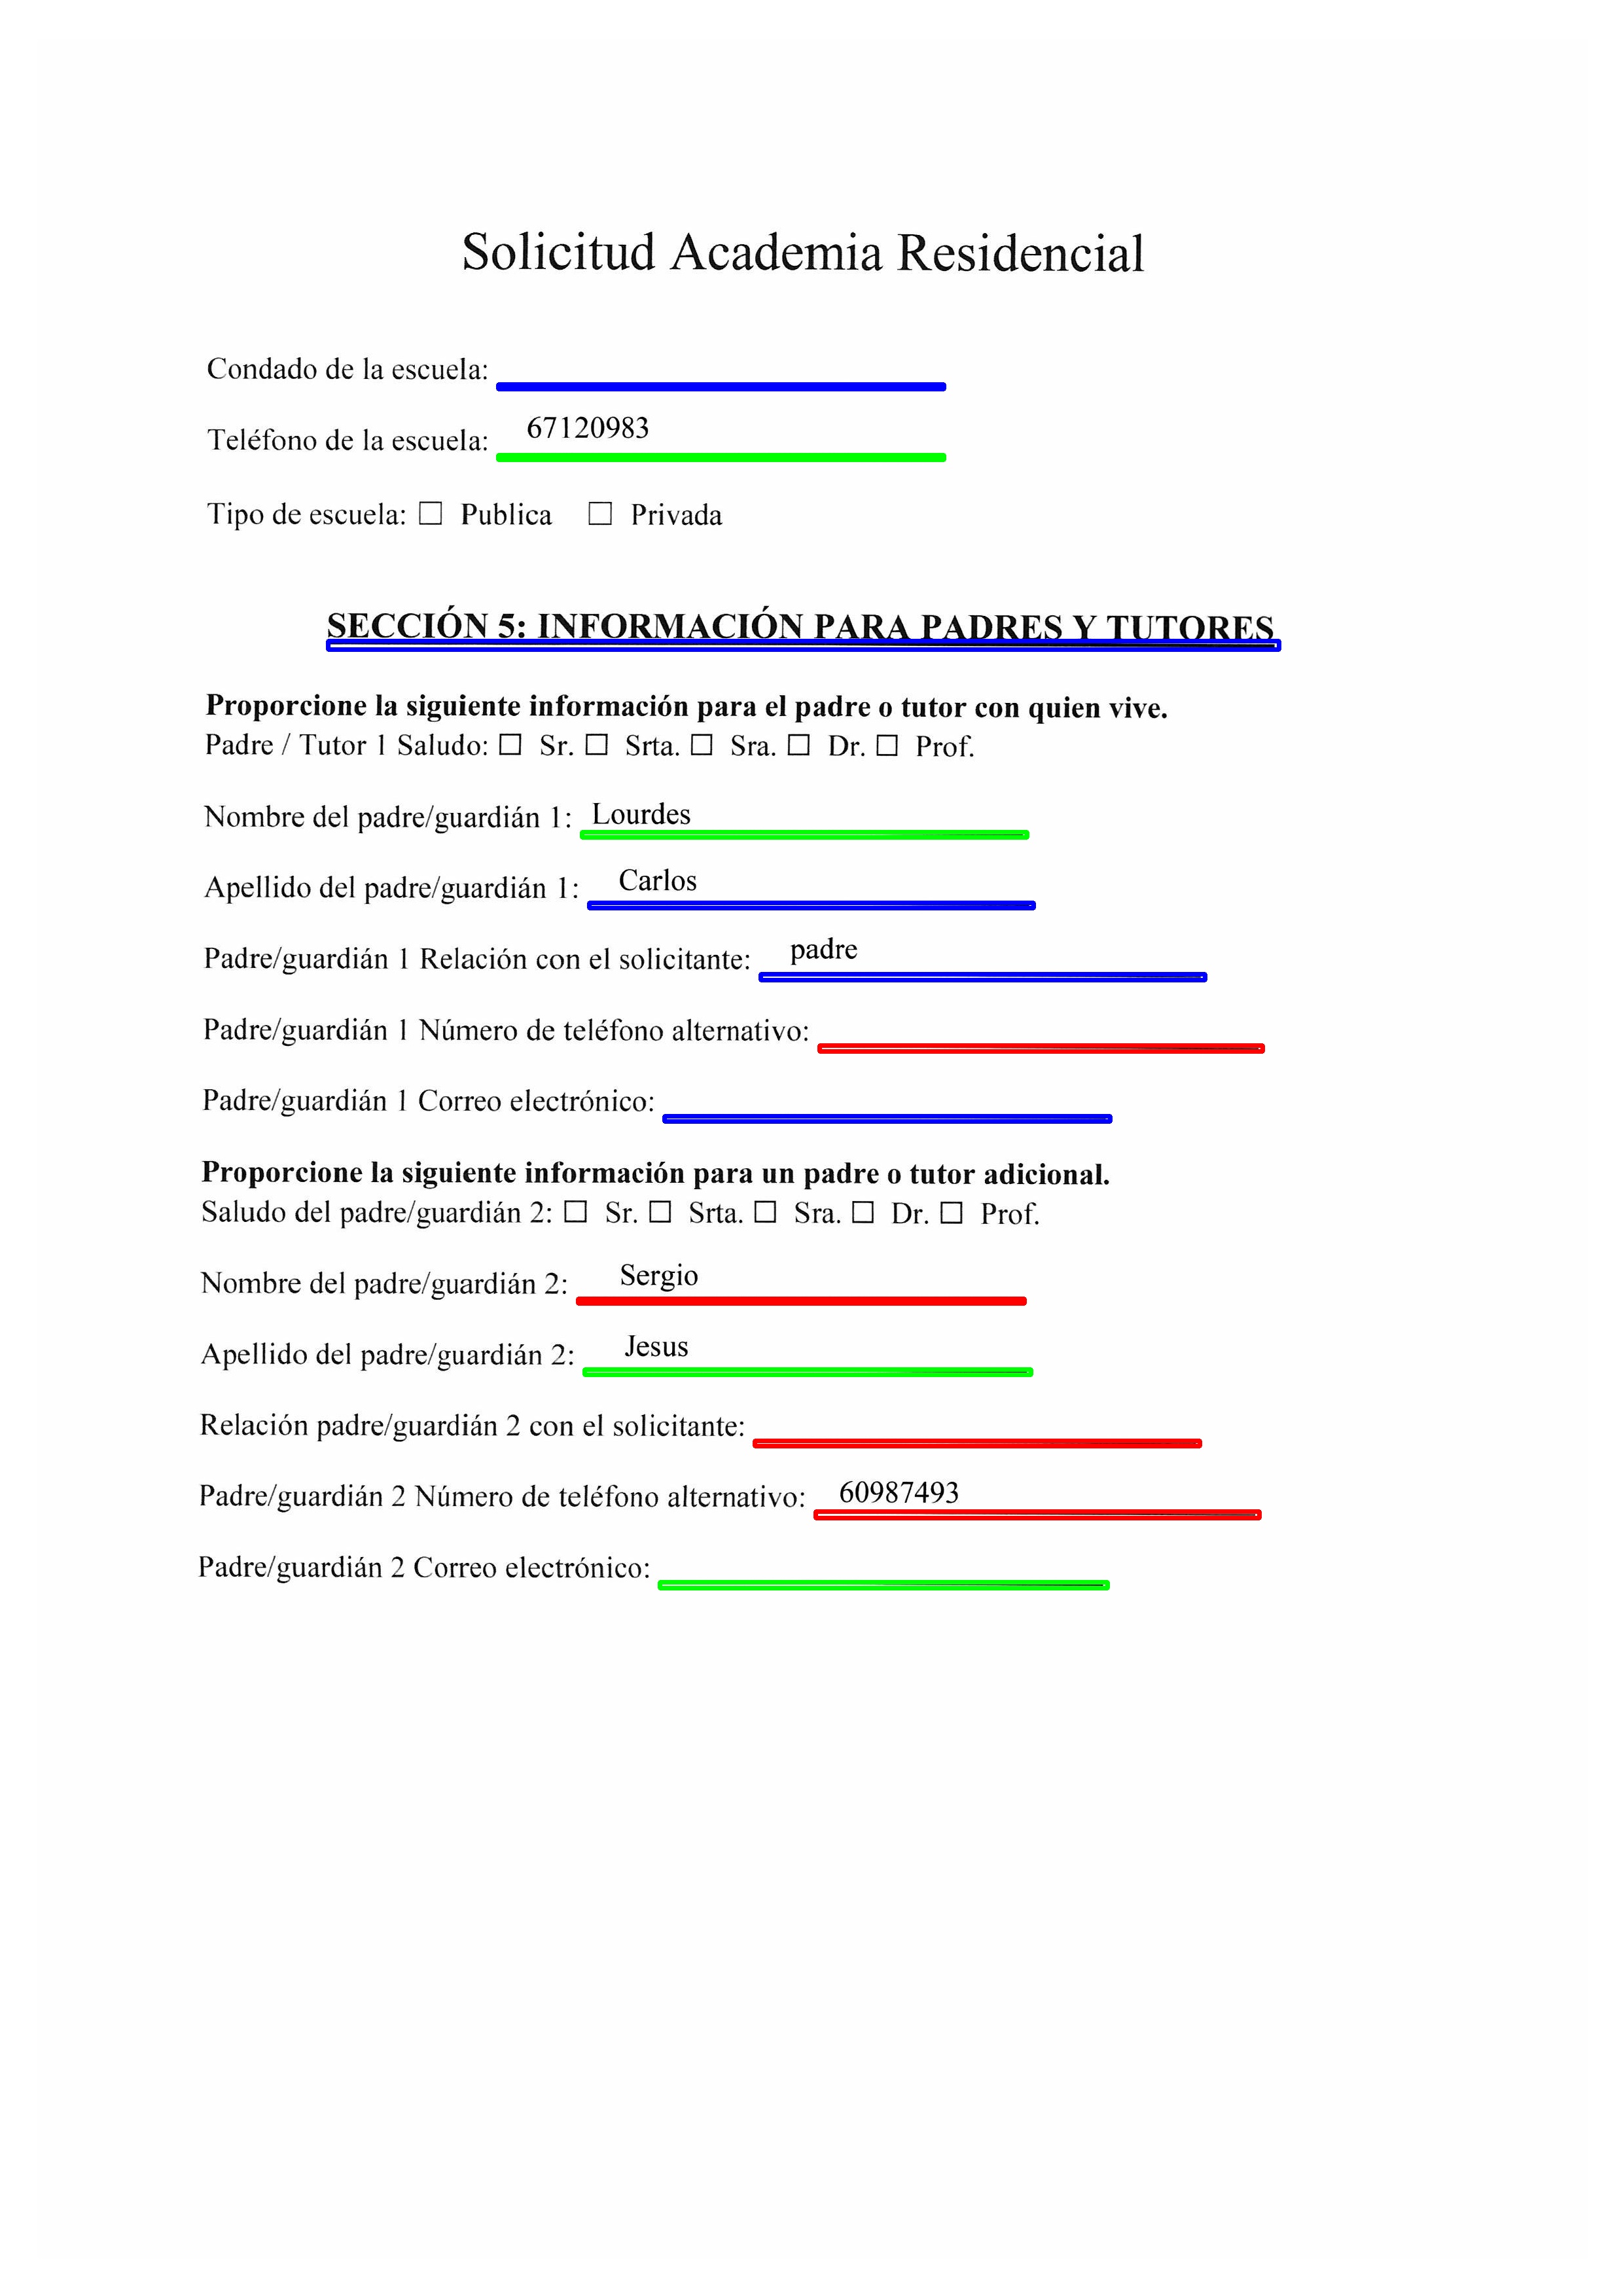 Solicitud Academia Residencial
Condado de la escuela:
Teléfono de la escuela: 67120983
Tipo de escuela: ☐ Publica ☐ Privada
SECCIÓN 5: INFORMACIÓN PARA PADRES Y TUTORES
Proporcione la siguiente información para el padre o tutor con quien vive.
Padre / Tutor 1 Saludo: ☐ Sr. ☐ Srta. ☐ Sra. ☐ Dr. ☐ Prof.
Nombre del padre/guardián 1: Lourdes
Apellido del padre/guardián 1: Carlos
Padre/guardián 1 Relación con el solicitante: padre
Padre/guardián 1 Número de teléfono alternativo:
Padre/guardián 1 Correo electrónico:
Proporcione la siguiente información para un padre o tutor adicional.
Saludo del padre/guardián 2: ☐ Sr. ☐ Srta. ☐ Sra. ☐ Dr. ☐ Prof.
Nombre del padre/guardián 2: Sergio
Apellido del padre/guardián 2: Jesus
Relación padre/guardián 2 con el solicitante:
Padre/guardián 2 Número de teléfono alternativo: 60987493
Padre/guardián 2 Correo electrónico: